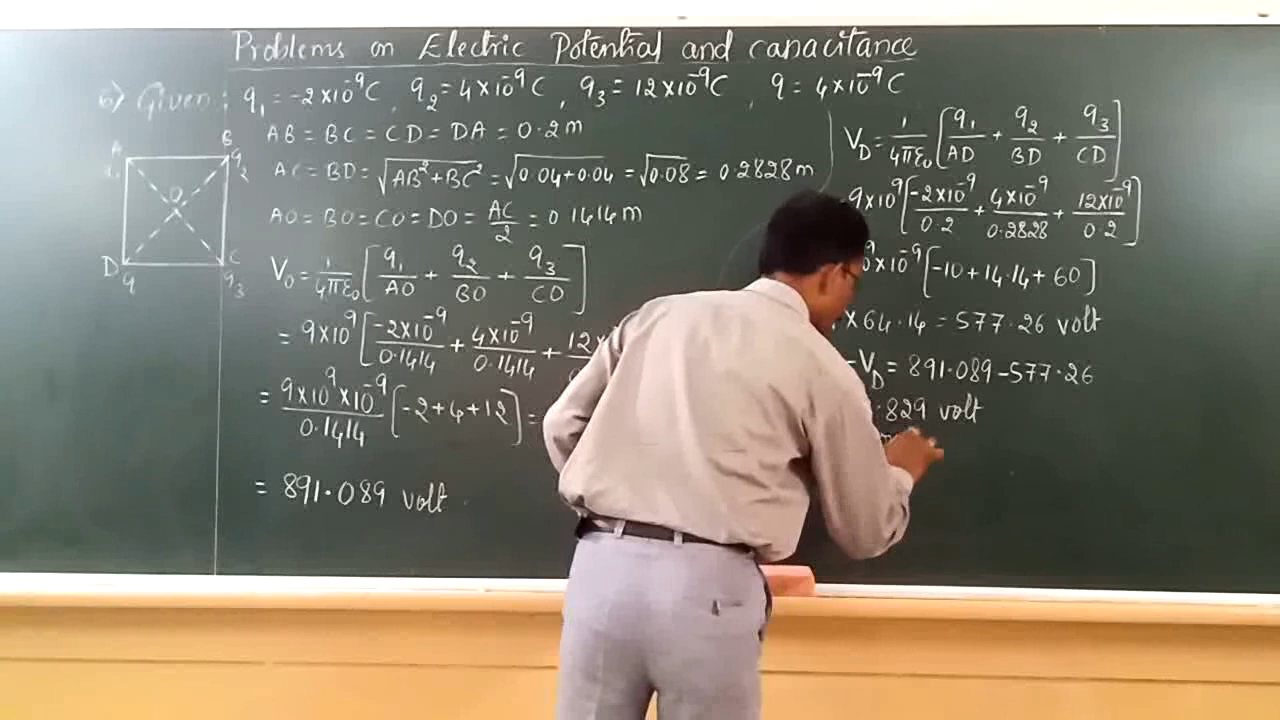 Problems on Electric Potential and capacitance
6) Given: q₁ = -2×10⁻⁹C, q₂ = 4×10⁻⁹C, q₃ = 12×10⁻⁹C, q = 4×10⁻⁹C
AB = BC = CD = DA = 0.2m
AC = BD = √(AB²+BC²) = √(0.04+0.04) = √0.08 = 0.2828m
AO = BO = CO = DO = AC/2 = 0.1414m
V₀ = 1/4πε₀ [q₁/AO + q₂/BO + q₃/CO]
= 9×10⁹ [-2×10⁻⁹/0.1414 + 4×10⁻⁹/0.1414 + 12×
= 9×10⁹×10⁻⁹/0.1414 [-2+4+12] =
= 891.089 volt
A B
q₂
O
D C
q q₃
V_D = 1/4πε₀ [q₁/AD + q₂/BD + q₃/CD]
9×10⁹ [-2×10⁻⁹/0.2 + 4×10⁻⁹/0.2828 + 12×10⁻⁹/0.2]
×10⁻⁹ [-10+14.14+60]
×64.14 = 577.26 volt
-V_D = 891.089-577.26
.829 volt